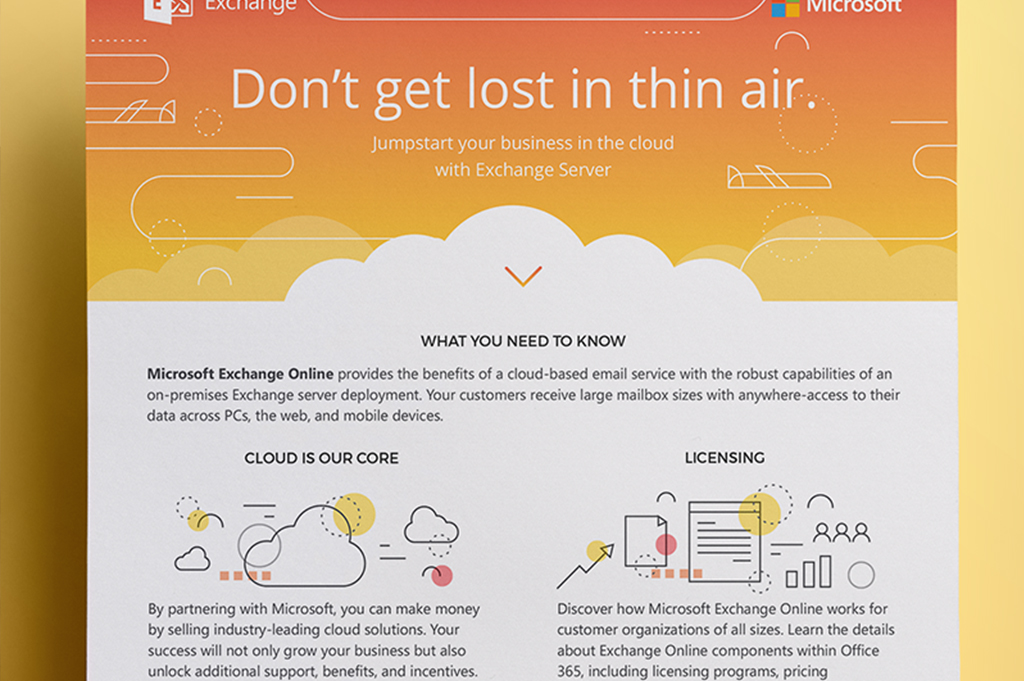 Exchange
Microsoft
Don't get lost in thin air.
Jumpstart your business in the cloud
with Exchange Server
WHAT YOU NEED TO KNOW
Microsoft Exchange Online provides the benefits of a cloud-based email service with the robust capabilities of an
on-premises Exchange server deployment. Your customers receive large mailbox sizes with anywhere-access to their
data across PCs, the web, and mobile devices.
CLOUD IS OUR CORE
By partnering with Microsoft, you can make money
by selling industry-leading cloud solutions. Your
success will not only grow your business but also
unlock additional support, benefits, and incentives.
LICENSING
Discover how Microsoft Exchange Online works for
customer organizations of all sizes. Learn the details
about Exchange Online components within Office
365, including licensing programs, pricing